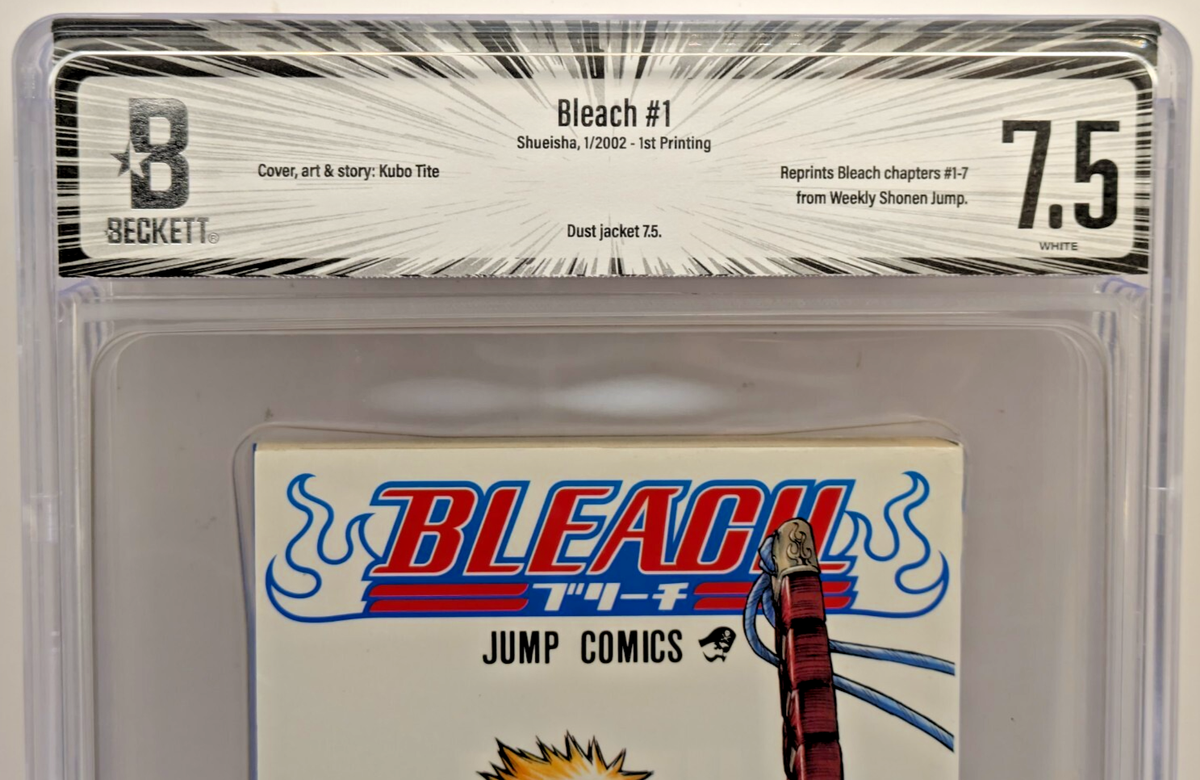 B
BECKETT®
Bleach #1
Shueisha, 1/2002 - 1st Printing
Cover, art & story: Kubo Tite
Reprints Bleach chapters #1-7
from Weekly Shonen Jump.
Dust jacket 7.5.
7.5
WHITE
BLEACH
ブリーチ
JUMP COMICS